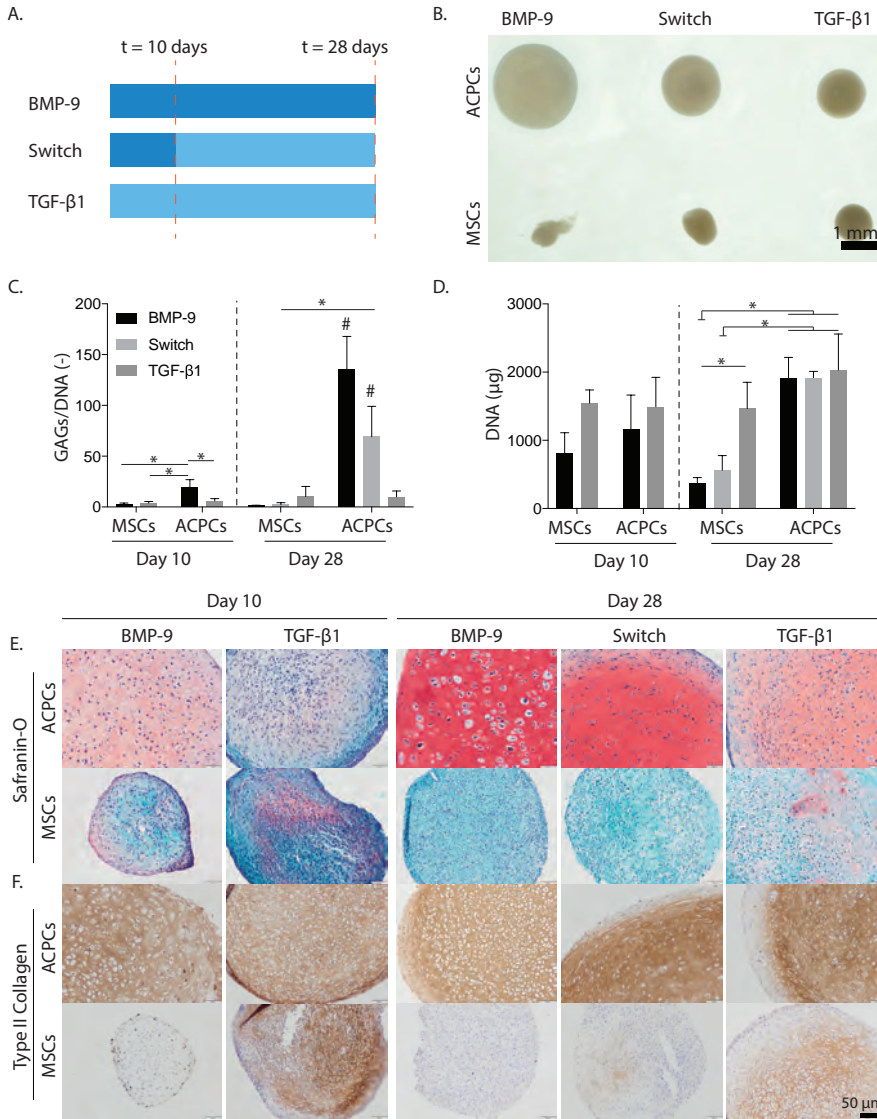 A.
t = 10 days
t = 28 days
BMP-9
Switch
TGF-β1
B.
BMP-9
Switch
TGF-β1
ACPCs
MSCs
1 mm
C.
GAGs/DNA (-)
200
150
100
50
0
BMP-9
Switch
TGF-β1
*
*
*
*
#
#
MSCs
ACPCs
MSCs
ACPCs
Day 10
Day 28
D.
DNA (µg)
3000
2000
1000
0
*
*
*
MSCs
ACPCs
MSCs
ACPCs
Day 10
Day 28
Day 10
Day 28
E.
BMP-9
TGF-β1
BMP-9
Switch
TGF-β1
Safranin-O
ACPCs
MSCs
F.
Type II Collagen
ACPCs
MSCs
50 µm